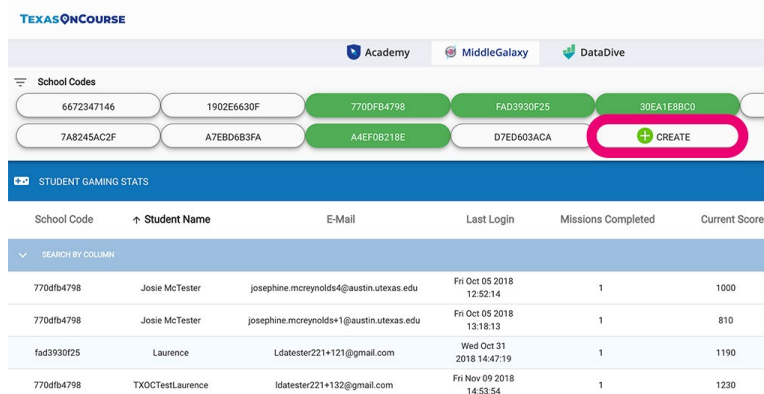 TEXASONCOURSE
Academy MiddleGalaxy DataDive
School Codes
6672347146 1902E6630F 770DFB4798 FAD3930F25 30EA1E8BC0
7A8245AC2F A7EBD6B3FA A4EF0B218E D7ED603ACA CREATE
STUDENT GAMING STATS
School Code ↑ Student Name E-Mail Last Login Missions Completed Current Score
SEARCH BY COLUMN
770dfb4798 Josie McTester josephine.mcreynolds4@austin.utexas.edu Fri Oct 05 2018 12:52:14 1 1000
770dfb4798 Josie McTester josephine.mcreynolds+1@austin.utexas.edu Fri Oct 05 2018 13:18:13 1 810
fad3930f25 Laurence Ldatester221+121@gmail.com Wed Oct 31 2018 14:47:19 1 1190
770dfb4798 TXOCTestLaurence ldatester221+132@gmail.com Fri Nov 09 2018 14:53:54 1 1230